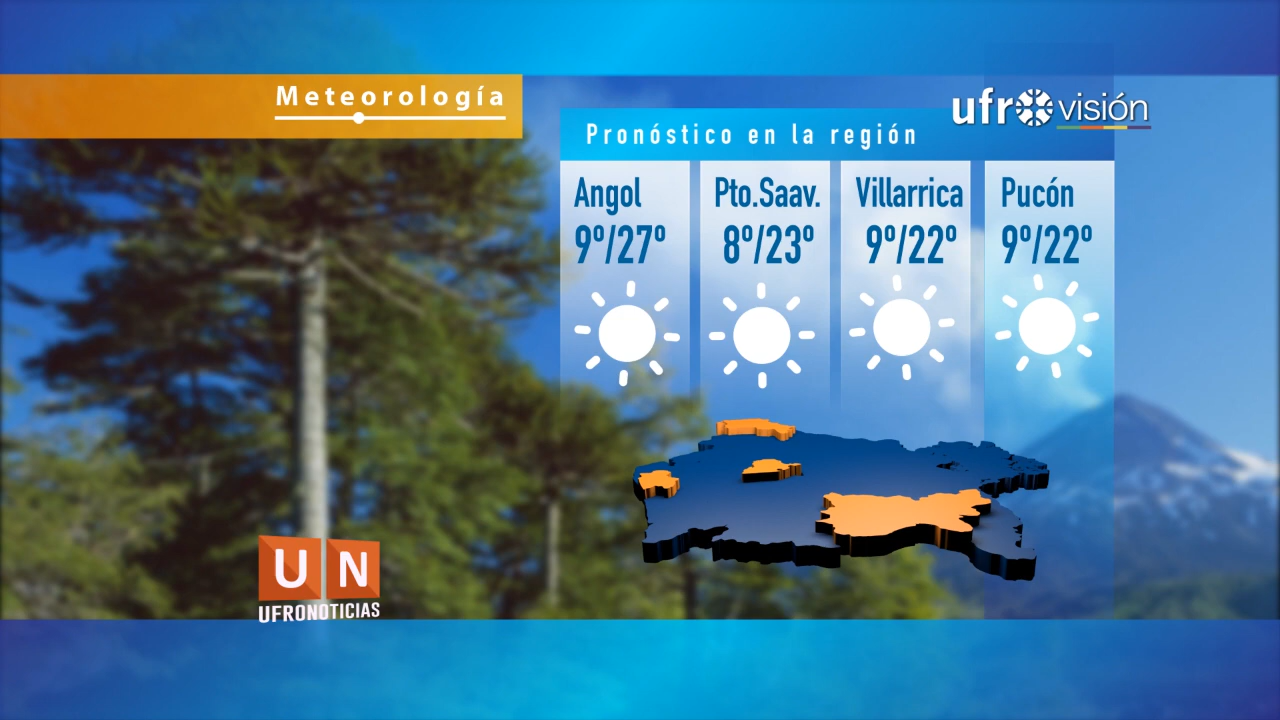 Meteorología
ufrovisión
Pronóstico en la región
Angol
9º/27º
Pto.Saav.
8º/23º
Villarrica
9º/22º
Pucón
9º/22º
UN
UFRONOTICIAS